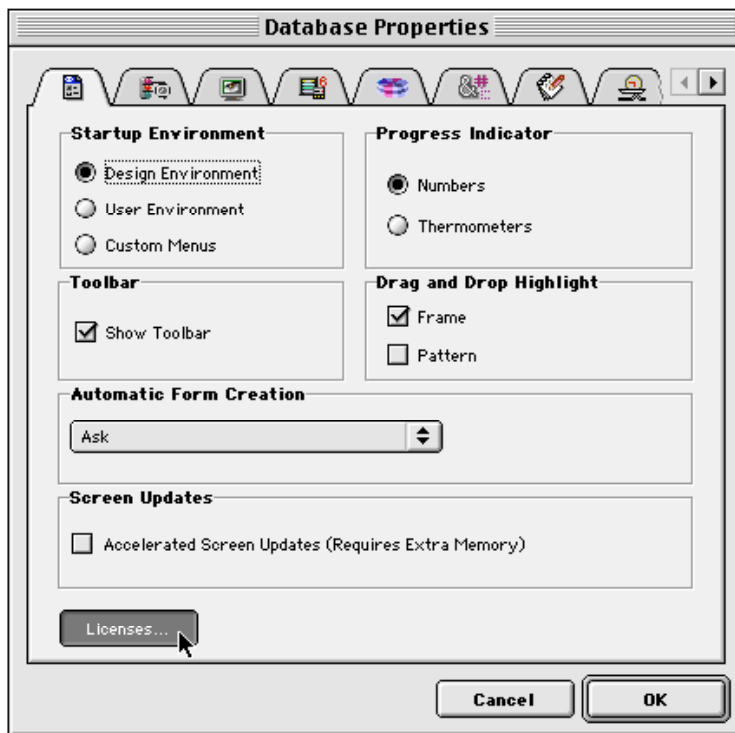 Database Properties
Startup Environment
Design Environment
User Environment
Custom Menus
Progress Indicator
Numbers
Thermometers
Toolbar
Show Toolbar
Drag and Drop Highlight
Frame
Pattern
Automatic Form Creation
Ask
Screen Updates
Accelerated Screen Updates (Requires Extra Memory)
Licenses...
Cancel
OK